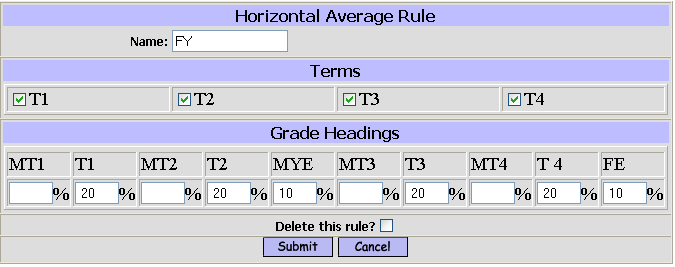 Horizontal Average Rule
Name: FY
Terms
T1 T2 T3 T4
Grade Headings
MT1 T1 MT2 T2 MYE MT3 T3 MT4 T 4 FE
% 20 % % 20 % 10 % % 20 % % 20 % 10 %
Delete this rule?
Submit Cancel